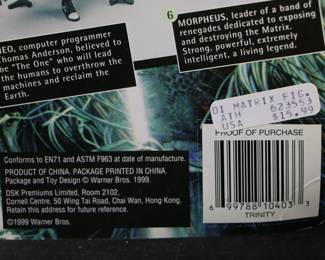 NEO, computer programmer
Thomas Anderson, believed to
be "The One" who will lead
the humans to overthrow the
machines and reclaim the
Earth.
6
MORPHEUS, leader of a band of
renegades dedicated to exposing
and destroying the Matrix.
Strong, powerful, extremely
intelligent, a living legend.
01 MATRIX FIG.
ATH 623553
USA $15.99
PROOF OF PURCHASE
6 99788 10403 3
TRINITY
Conforms to EN71 and ASTM F963 at date of manufacture.
PRODUCT OF CHINA. PACKAGE PRINTED IN CHINA.
Package and Toy Design © Warner Bros. 1999.
DSK Premiums Limited, Room 2102,
Cornell Centre, 50 Wing Tai Road, Chai Wan, Hong Kong.
Retain this address for future reference.
©1999 Warner Bros.